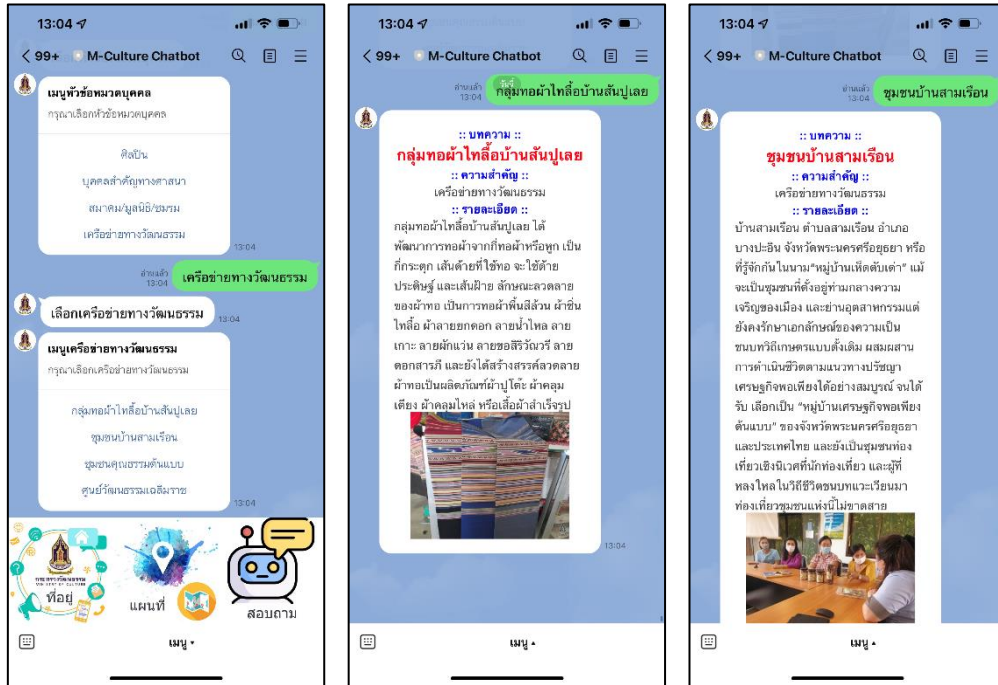 13:04
99+ M-Culture Chatbot
เมนูหัวข้อหมวดบุคคล
กรุณาเลือกหัวข้อหมวดบุคคล
ศิลปิน
บุคคลสำคัญทางศาสนา
สมาคม/มูลนิธิ/ชมรม
เครือข่ายทางวัฒนธรรม
13:04
อ่านแล้ว
13:04
เครือข่ายทางวัฒนธรรม
เลือกเครือข่ายทางวัฒนธรรม
13:04
เมนูเครือข่ายทางวัฒนธรรม
กรุณาเลือกเครือข่ายทางวัฒนธรรม
กลุ่มทอผ้าไทลื้อบ้านสันปูเลย
ชุมชนบ้านสามเรือน
ชุมชนคุณธรรมต้นแบบ
ศูนย์วัฒนธรรมเฉลิมราช
13:04
กระทรวงวัฒนธรรม
ที่อยู่
แผนที่
สอบถาม
เมนู
13:04
99+ M-Culture Chatbot
อ่านแล้ว
13:04
วันนี้
กลุ่มทอผ้าไทลื้อบ้านสันปูเลย
:: บทความ ::
กลุ่มทอผ้าไทลื้อบ้านสันปูเลย
:: ความสำคัญ ::
เครือข่ายทางวัฒนธรรม
:: รายละเอียด ::
กลุ่มทอผ้าไทลื้อบ้านสันปูเลย ได้
พัฒนาการทอผ้าจากกี่ทอผ้าหรือหูก เป็น
กี่กระตุก เส้นด้ายที่ใช้ทอ จะใช้ด้าย
ประดิษฐ์ และเส้นฝ้าย ลักษณะลวดลาย
ของผ้าทอ เป็นการทอผ้าพื้นสีล้วน ผ้าซิ่น
ไทลื้อ ผ้าลายยกดอก ลายน้ำไหล ลาย
เกาะ ลายผักแว่น ลายขอสิริวัณวรี ลาย
ดอกสารภี และยังได้สร้างสรรค์ลวดลาย
ผ้าทอเป็นผลิตภัณฑ์ผ้าปูโต๊ะ ผ้าคลุม
เตียง ผ้าคลุมไหล่ หรือเสื้อผ้าสำเร็จรูป
13:04
เมนู
13:04
99+ M-Culture Chatbot
อ่านแล้ว
13:04
ชุมชนบ้านสามเรือน
:: บทความ ::
ชุมชนบ้านสามเรือน
:: ความสำคัญ ::
เครือข่ายทางวัฒนธรรม
:: รายละเอียด ::
บ้านสามเรือน ตำบลสามเรือน อำเภอ
บางปะอิน จังหวัดพระนครศรีอยุธยา หรือ
ที่รู้จักกันในนาม“หมู่บ้านเห็ดตับเต่า” แม้
จะเป็นชุมชนที่ตั้งอยู่ท่ามกลางความ
เจริญของเมือง และย่านอุตสาหกรรมแต่
ยังคงรักษาเอกลักษณ์ของความเป็น
ชนบทวิถีเกษตรแบบดั้งเดิม ผสมผสาน
การดำเนินชีวิตตามแนวทางปรัชญา
เศรษฐกิจพอเพียงได้อย่างสมบูรณ์ จนได้
รับ เลือกเป็น “หมู่บ้านเศรษฐกิจพอเพียง
ต้นแบบ” ของจังหวัดพระนครศรีอยุธยา
และประเทศไทย และยังเป็นชุมชนท่อง
เที่ยวเชิงนิเวศที่นักท่องเที่ยว และผู้ที่
หลงใหลในวิถีชีวิตชนบทแวะเวียนมา
ท่องเที่ยวชุมชนแห่งนี้ไม่ขาดสาย
เมนู